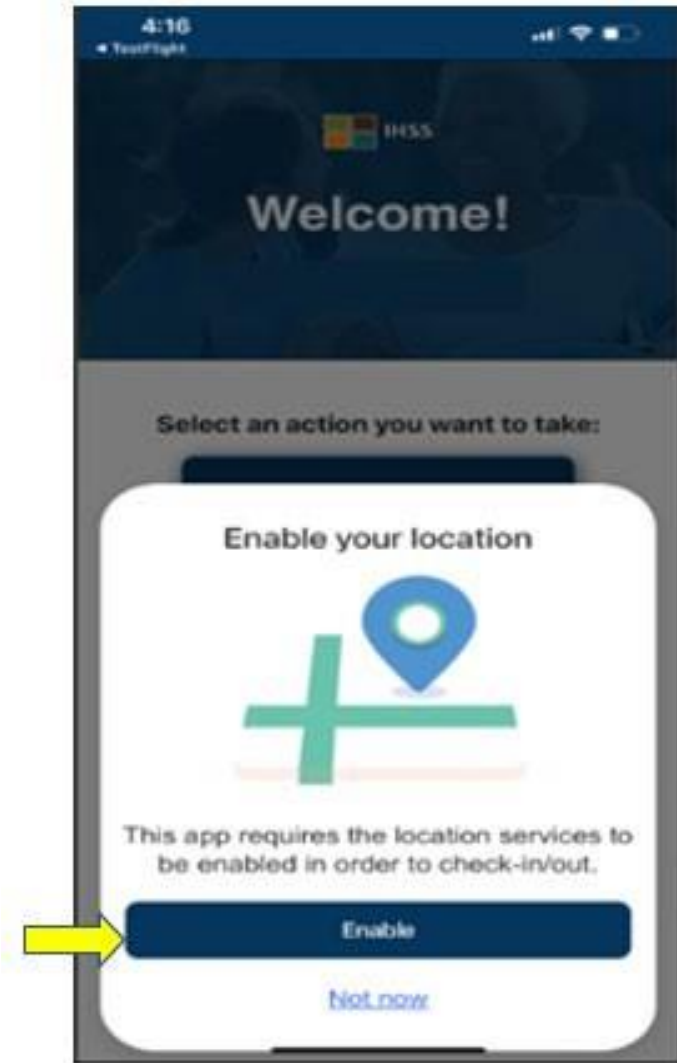 4:16
◀ TestFlight
IHSS
Welcome!
Select an action you want to take:
Enable your location
This app requires the location services to
be enabled in order to check-in/out.
Enable
Not now